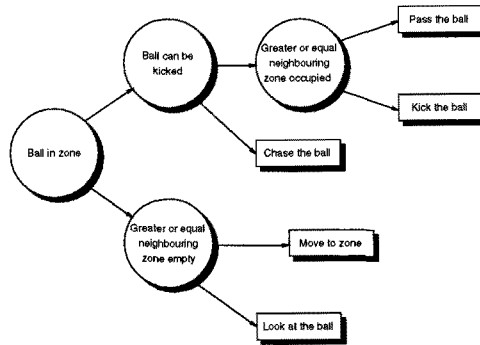 Pass the ball
Ball can be
kicked
Greater or equal
neighbouring
zone occupied
Kick the ball
Ball in zone
Chase the ball
Greater or equal
neighbouring
zone empty
Move to zone
Look at the ball